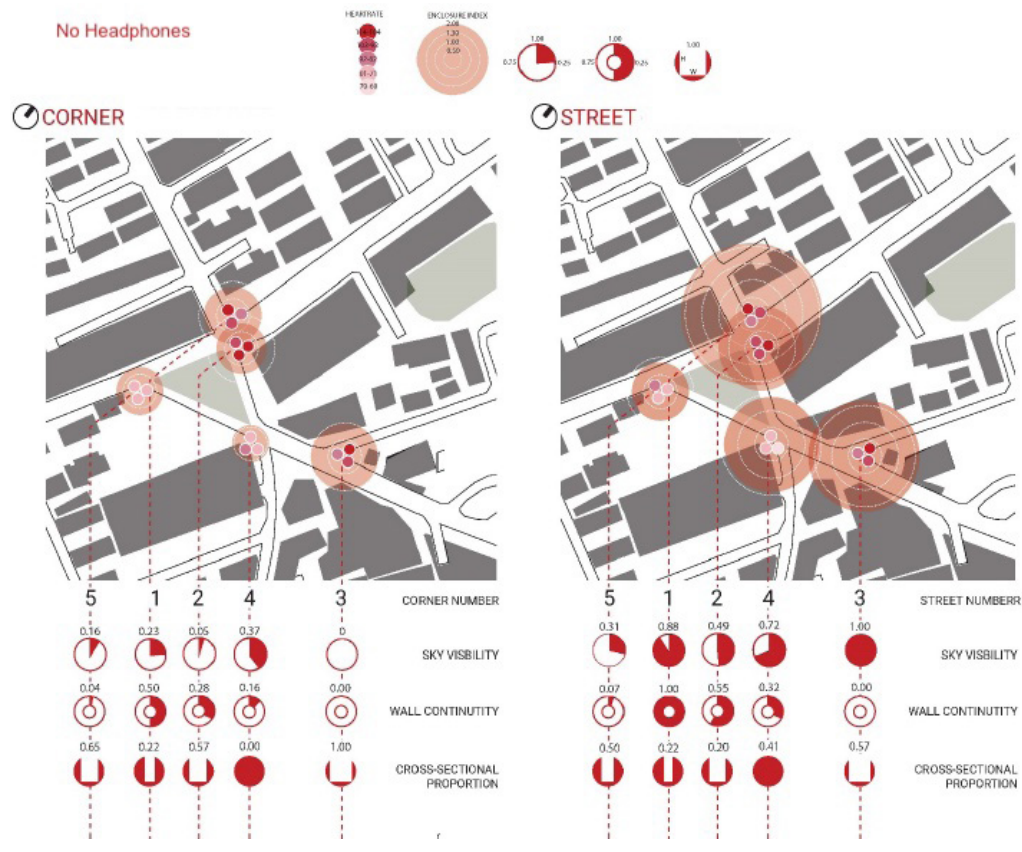 No Headphones
HEARTRATE
ENCLOSURE INDEX
2.00
1.50
1.00
0.50
70-60
1.00
0.75 0.25
1.00
0.75 0.25
1.00
H
W
CORNER
STREET
5 1 2 4 3 CORNER NUMBER
0.16 0.23 0.05 0.37 0
SKY VISBILITY
0.04 0.50 0.28 0.16 0.00
WALL CONTINUTITY
0.65 0.22 0.57 0.00 1.00
CROSS-SECTIONAL
PROPORTION
5 1 2 4 3 STREET NUMBERR
0.31 0.88 0.49 0.72 1.00
SKY VISBILITY
0.07 1.00 0.55 0.32 0.00
WALL CONTINUTITY
0.50 0.22 0.20 0.41 0.57
CROSS-SECTIONAL
PROPORTION